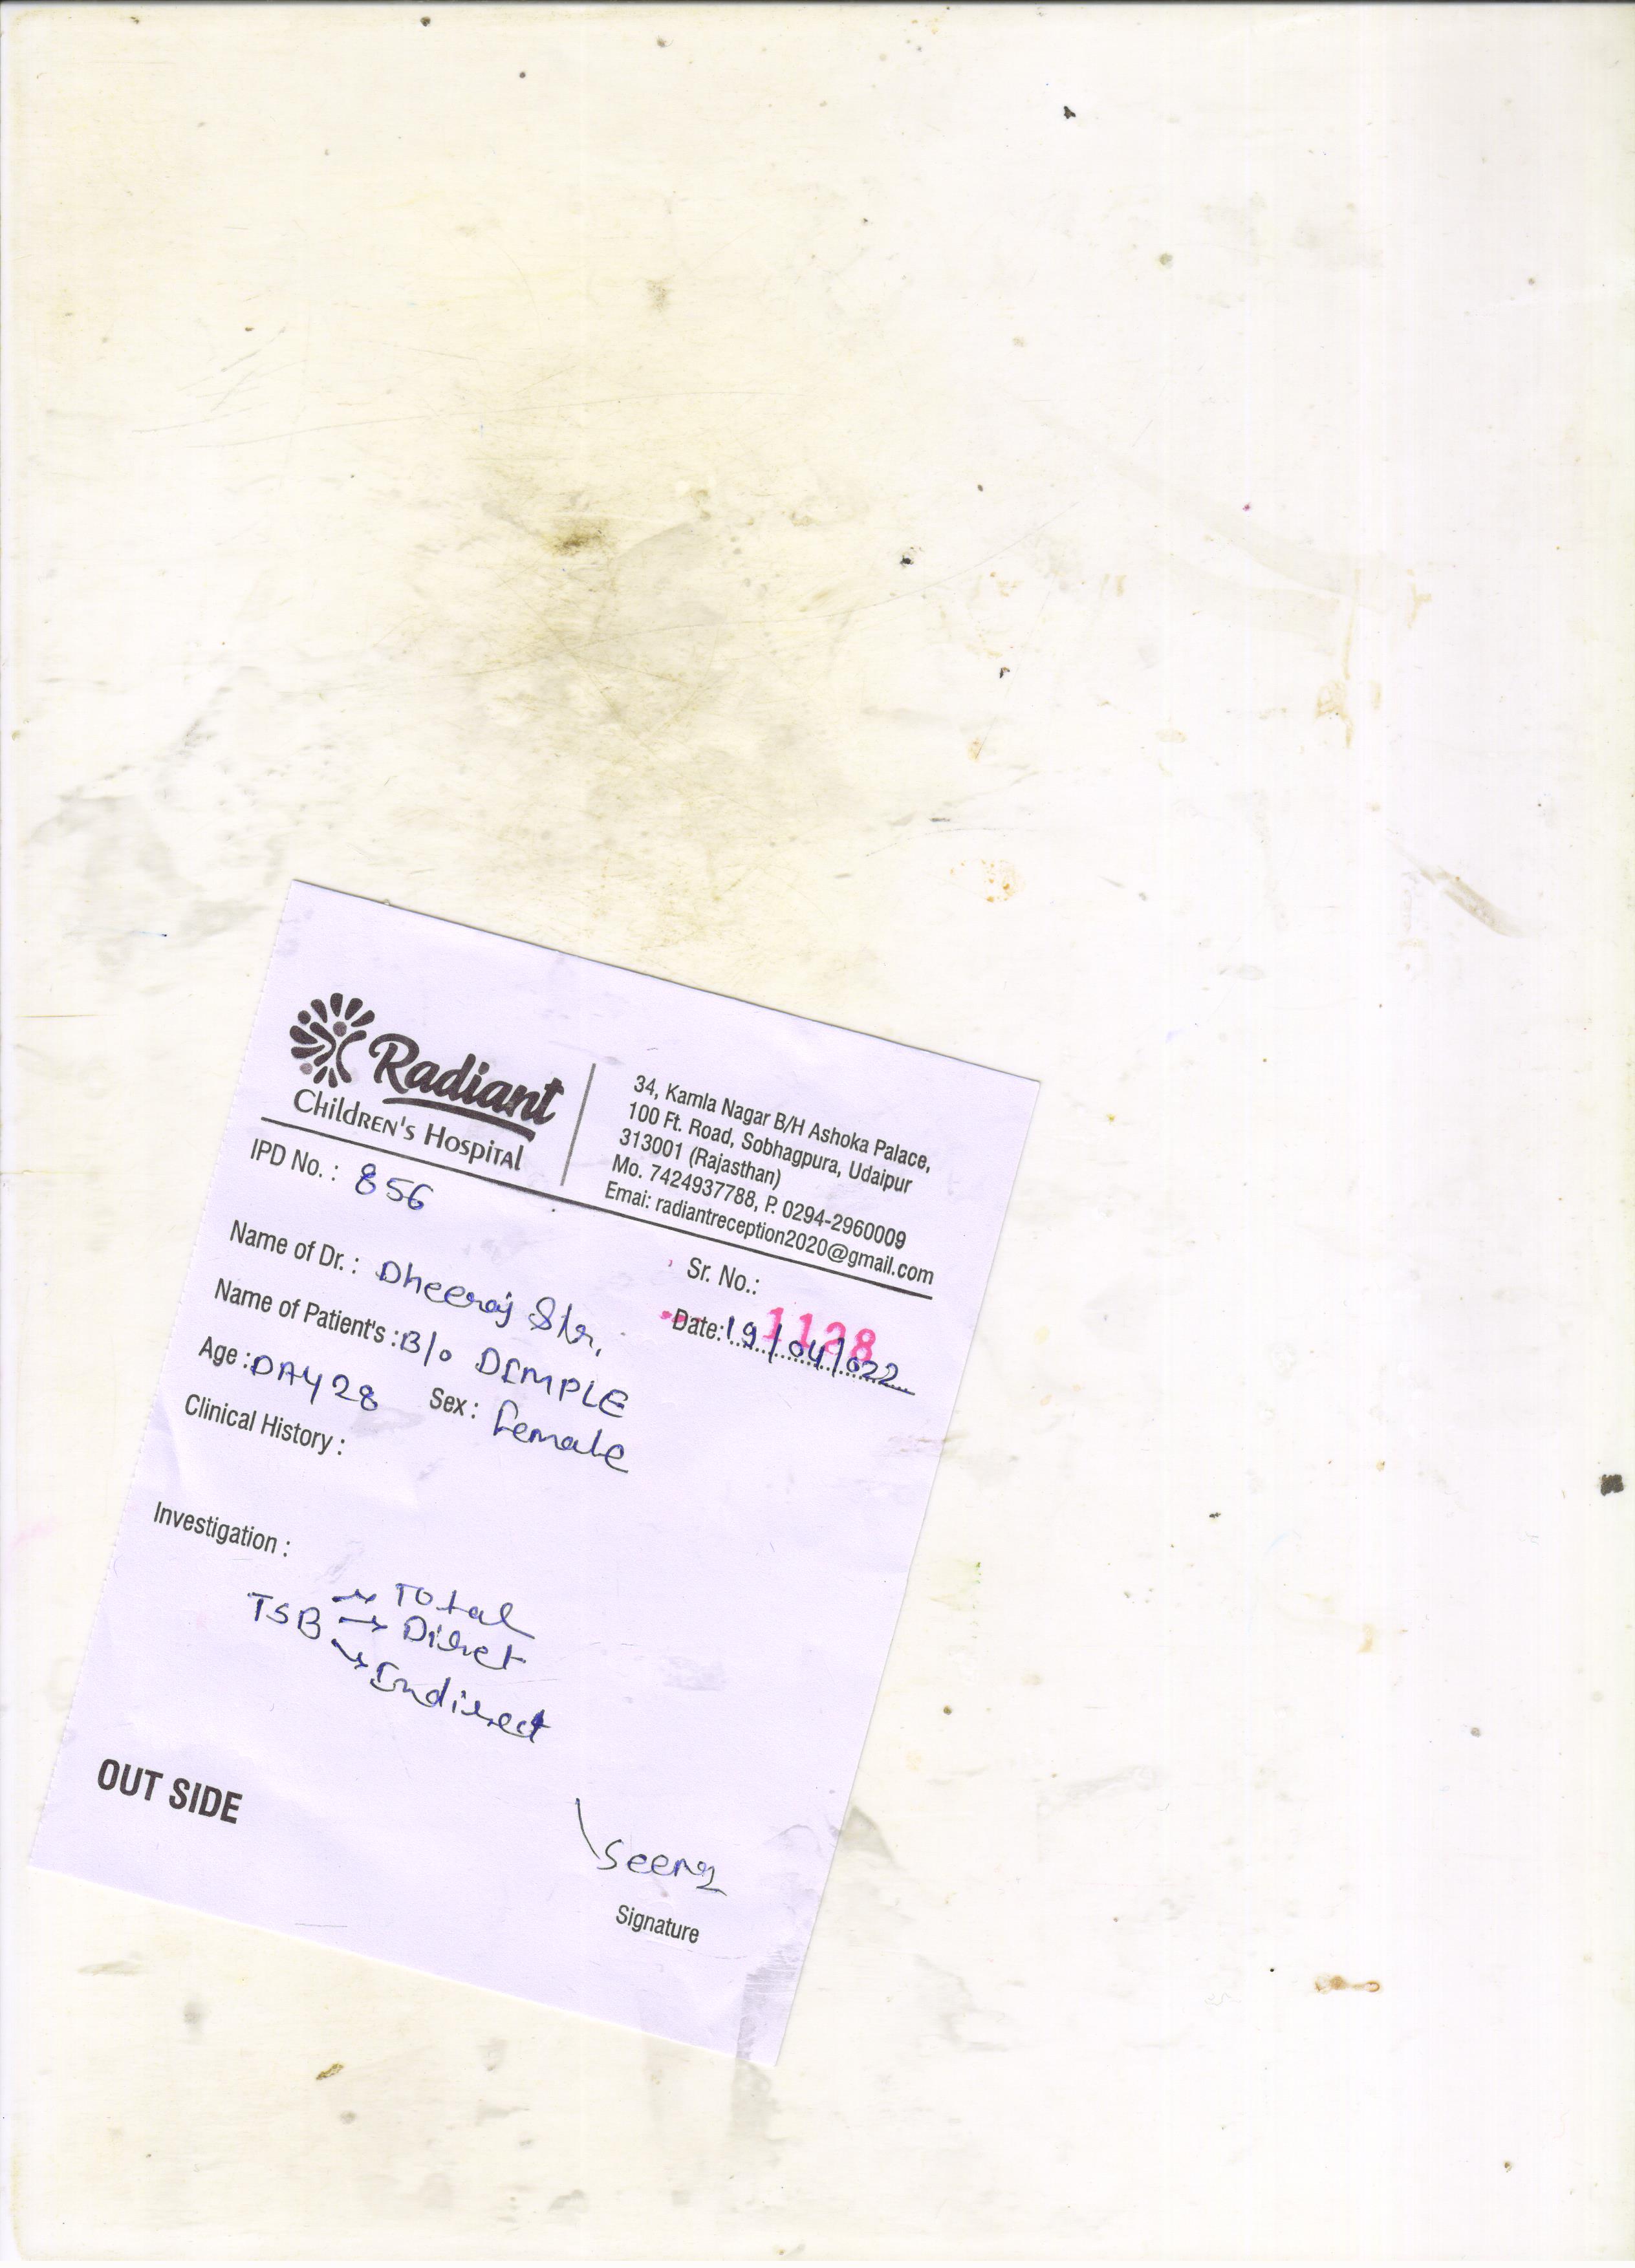 Radiant
Children's Hospital
34, Kamla Nagar B/H Ashoka Palace,
100 Ft. Road, Sobhagpura, Udaipur
313001 (Rajasthan)
Mo. 7424937788, P. 0294-2960009
Emai: radiantreception2020@gmail.com
IPD No. : 856
Sr. No.: 1128
Name of Dr. : Dheeraj
Date: 19/04/022
Name of Patient's : B/o DIMPLE
Age : DAY 28 Sex : Female
Clinical History :
Investigation :
TSB → Total
→ Direct
→ Indirect
OUT SIDE
Signature